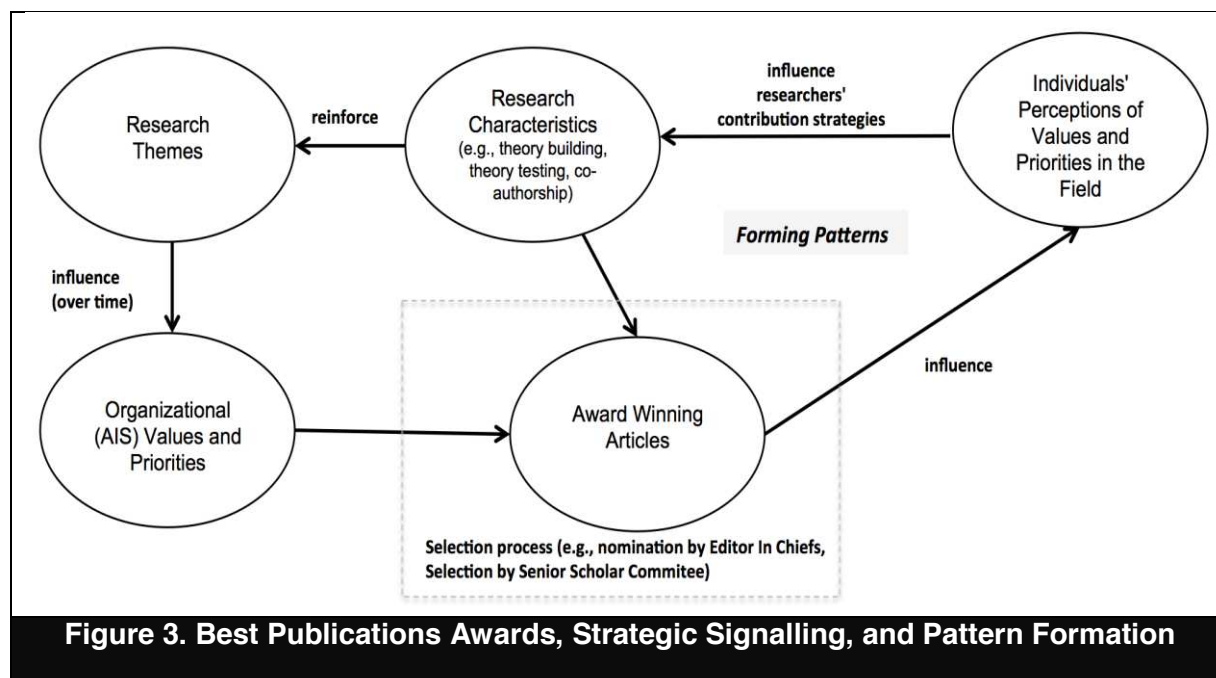 Research
Themes
reinforce
Research
Characteristics
(e.g., theory building,
theory testing, co-
authorship)
influence
researchers'
contribution strategies
Individuals'
Perceptions of
Values and
Priorities in the
Field
Forming Patterns
influence
(over time)
Organizational
(AIS) Values and
Priorities
Award Winning
Articles
influence
Selection process (e.g., nomination by Editor In Chiefs,
Selection by Senior Scholar Commitee)
Figure 3. Best Publications Awards, Strategic Signalling, and Pattern Formation